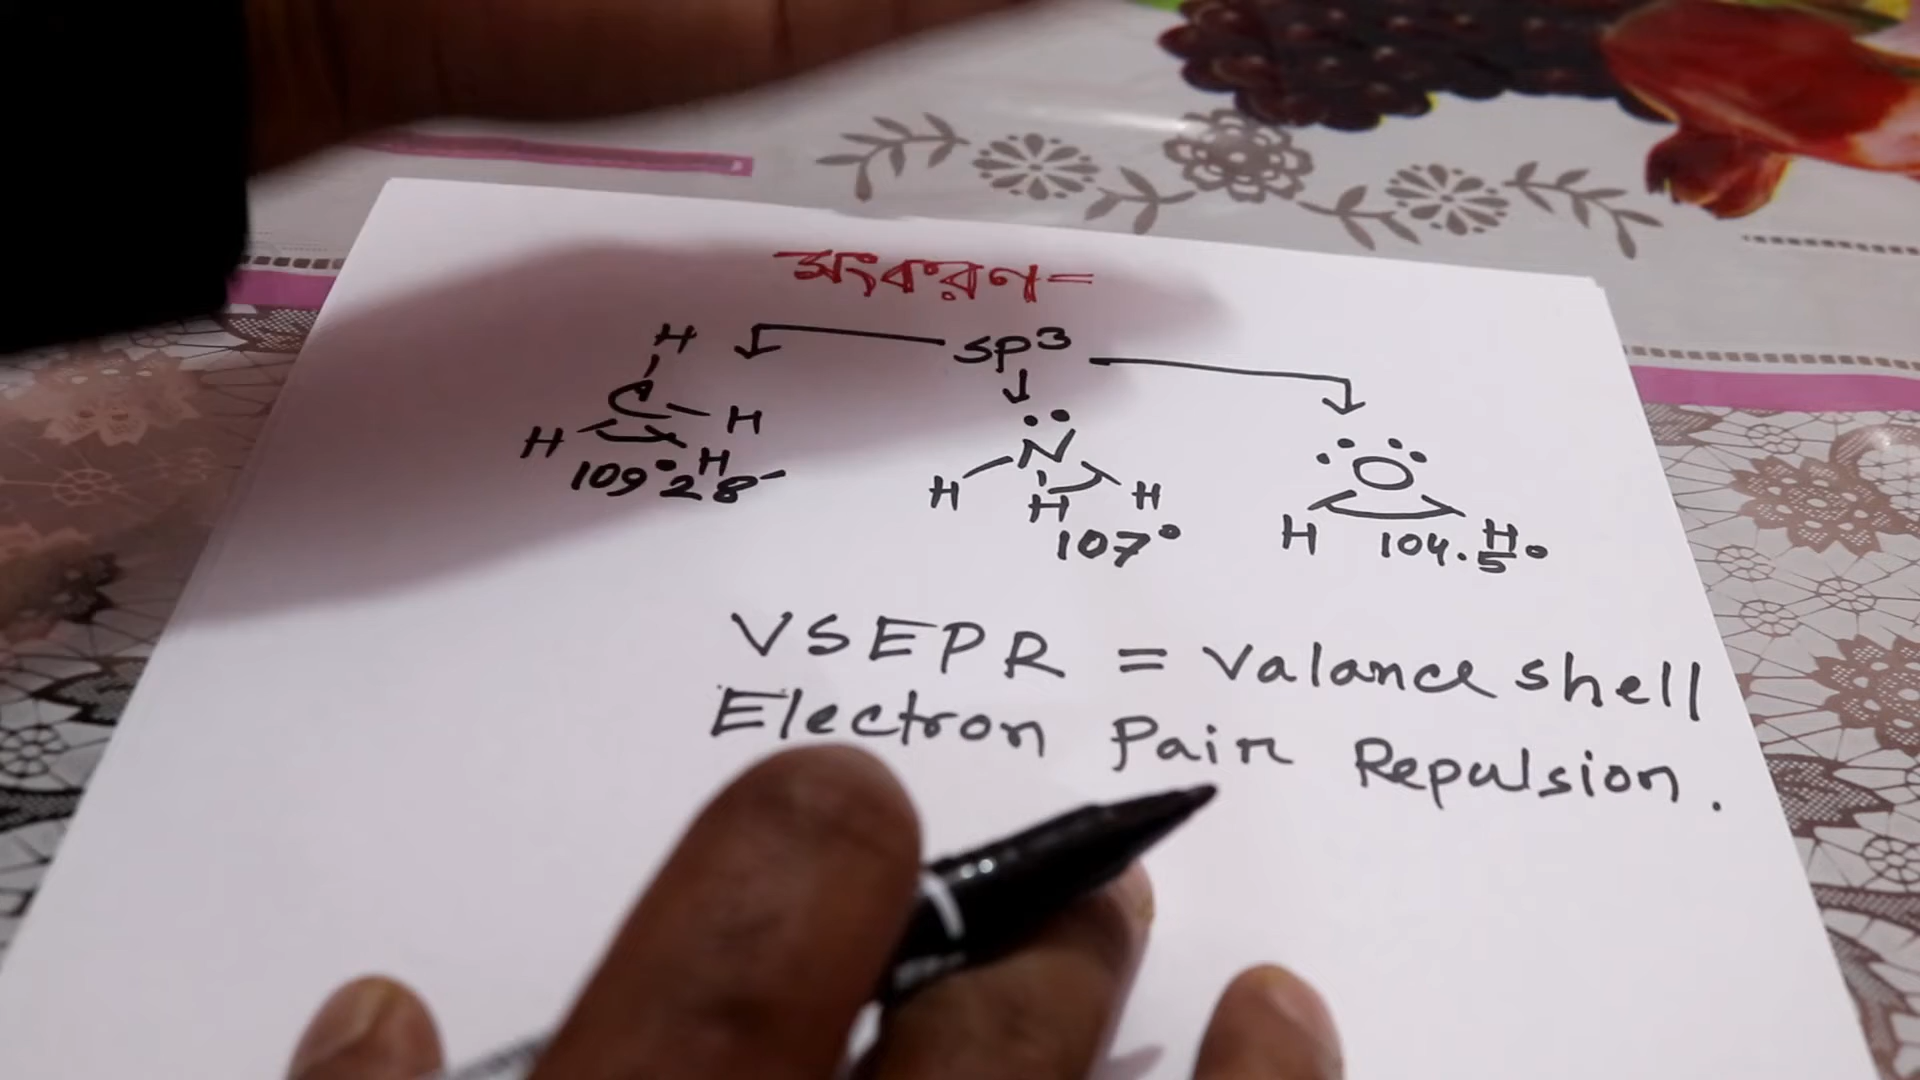 সংকরণ=
sp³
H
C
H H
H
109°28′
N
H H H
107°
O
H H
104.5°
VSEPR = Valance shell
Electron Pair Repulsion.